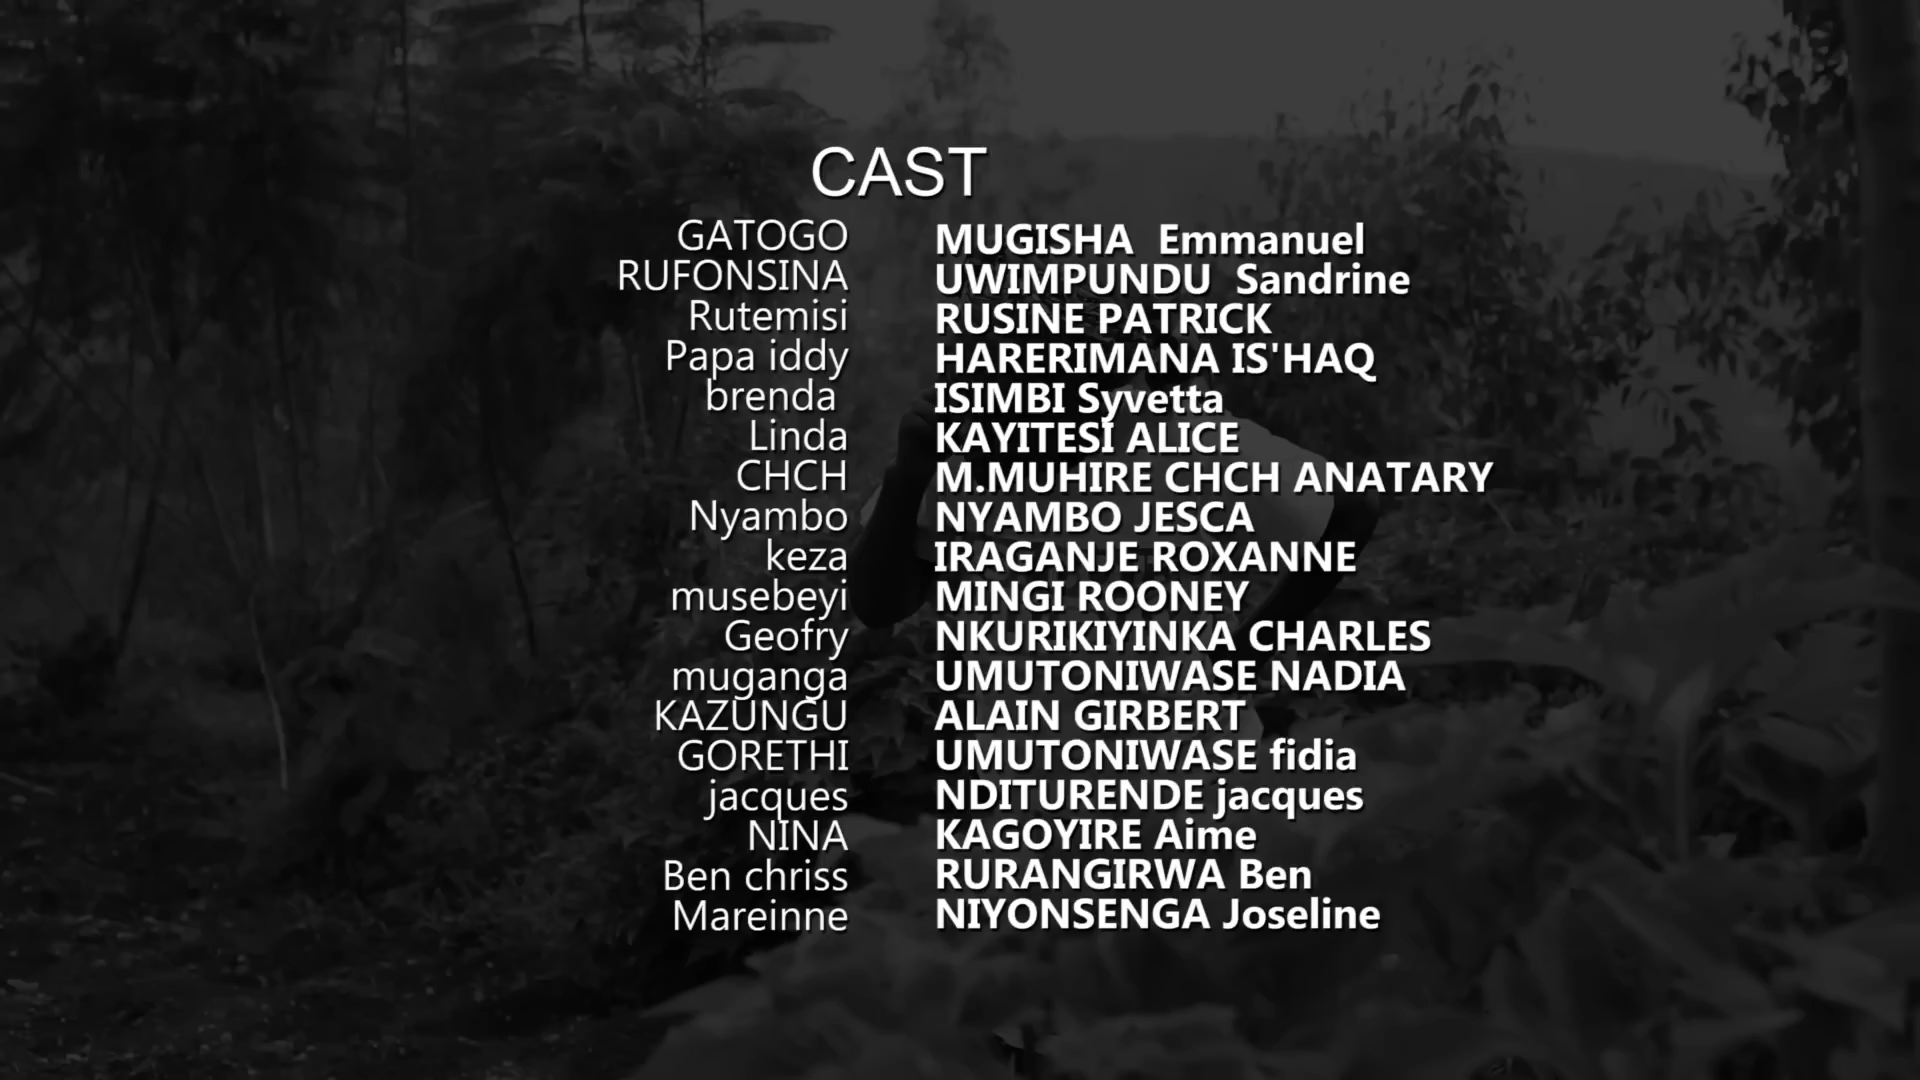 CAST
GATOGO MUGISHA Emmanuel
RUFONSINA UWIMPUNDU Sandrine
Rutemisi RUSINE PATRICK
Papa iddy HARERIMANA IS'HAQ
brenda ISIMBI Syvetta
Linda KAYITESI ALICE
CHCH M.MUHIRE CHCH ANATARY
Nyambo NYAMBO JESCA
keza IRAGANJE ROXANNE
musebeyi MINGI ROONEY
Geofry NKURIKIYINKA CHARLES
muganga UMUTONIWASE NADIA
KAZUNGU ALAIN GIRBERT
GORETHI UMUTONIWASE fidia
jacques NDITURENDE jacques
NINA KAGOYIRE Aime
Ben chriss RURANGIRWA Ben
Mareinne NIYONSENGA Joseline